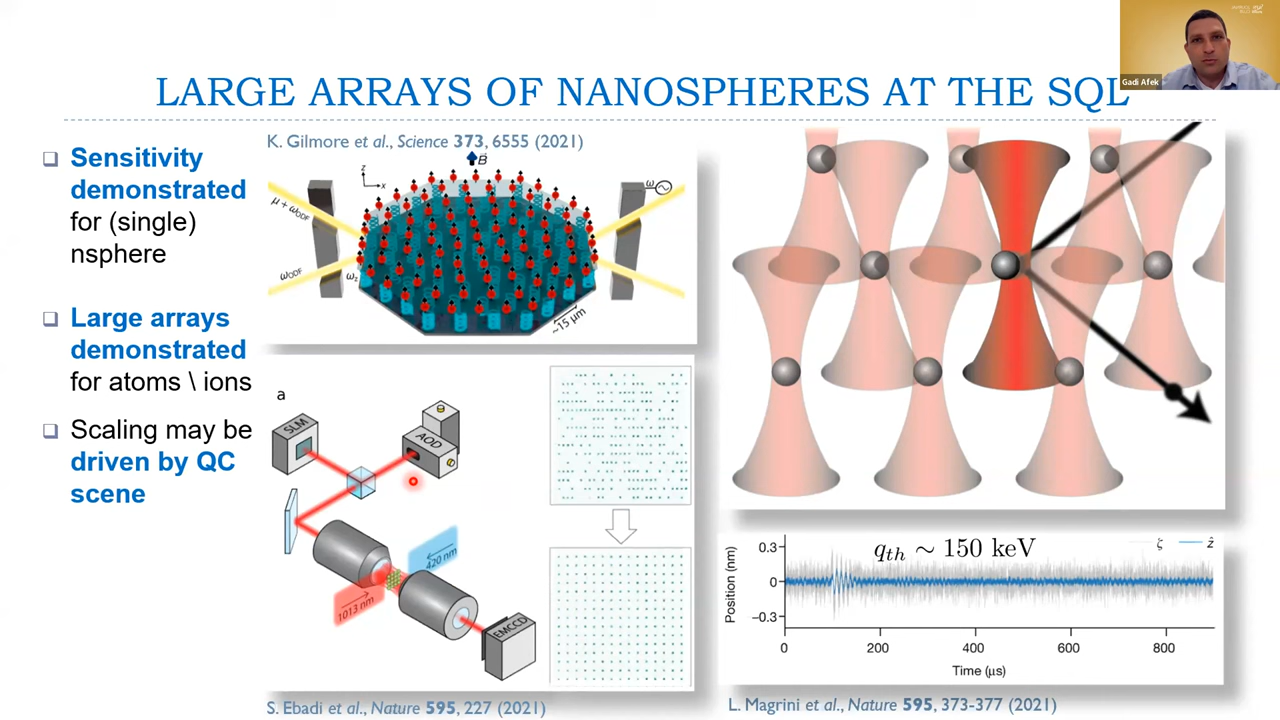 Gadi Afek
LARGE ARRAYS OF NANOSPHERES AT THE SQL
Sensitivity
demonstrated
for (single)
nsphere
Large arrays
demonstrated
for atoms \ ions
Scaling may be
driven by QC
scene
K. Gilmore et al., Science 373, 6555 (2021)
B
z
x
μ + ω_ODF
ω_ODF
ω_z
ω
~15 μm
a
SLM
AOD
420 nm
1013 nm
EMCCD
S. Ebadi et al., Nature 595, 227 (2021)
q_th ~ 150 keV
ζ
ẑ
Position (nm)
0.3
0
−0.3
0 200 400 600 800
Time (μs)
L. Magrini et al., Nature 595, 373-377 (2021)